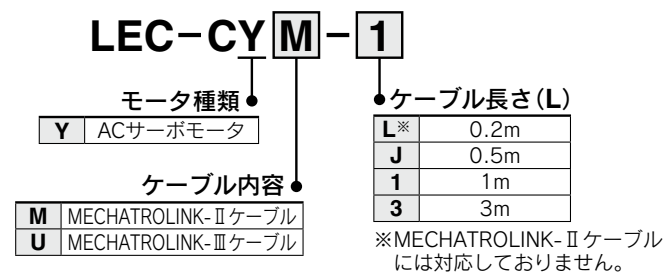 LEC-CYM-1
モータ種類
Y ACサーボモータ
ケーブル内容
M MECHATROLINK-Ⅱケーブル
U MECHATROLINK-Ⅲケーブル
ケーブル長さ(L)
L※ 0.2m
J 0.5m
1 1m
3 3m
※MECHATROLINK-Ⅱケーブル
には対応しておりません。